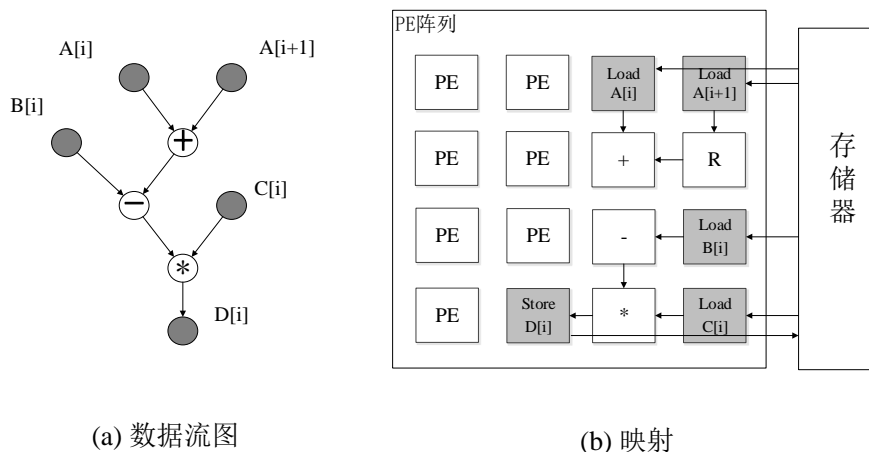 A[i]
A[i+1]
B[i]
+
−
C[i]
*
D[i]
(a) 数据流图
PE阵列
PE
PE
Load
A[i]
Load
A[i+1]
PE
PE
+
R
PE
PE
-
Load
B[i]
PE
Store
D[i]
*
Load
C[i]
存储器
(b) 映射